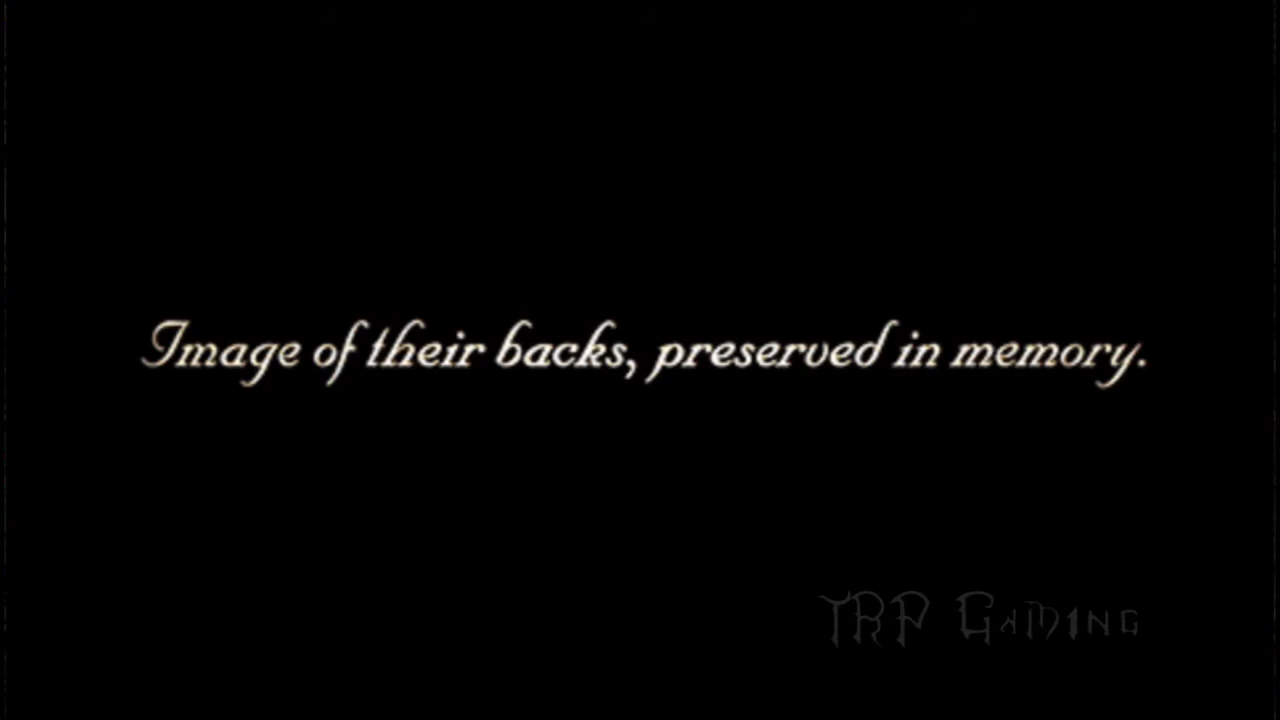 Image of their backs, preserved in memory.
TRP Gaming